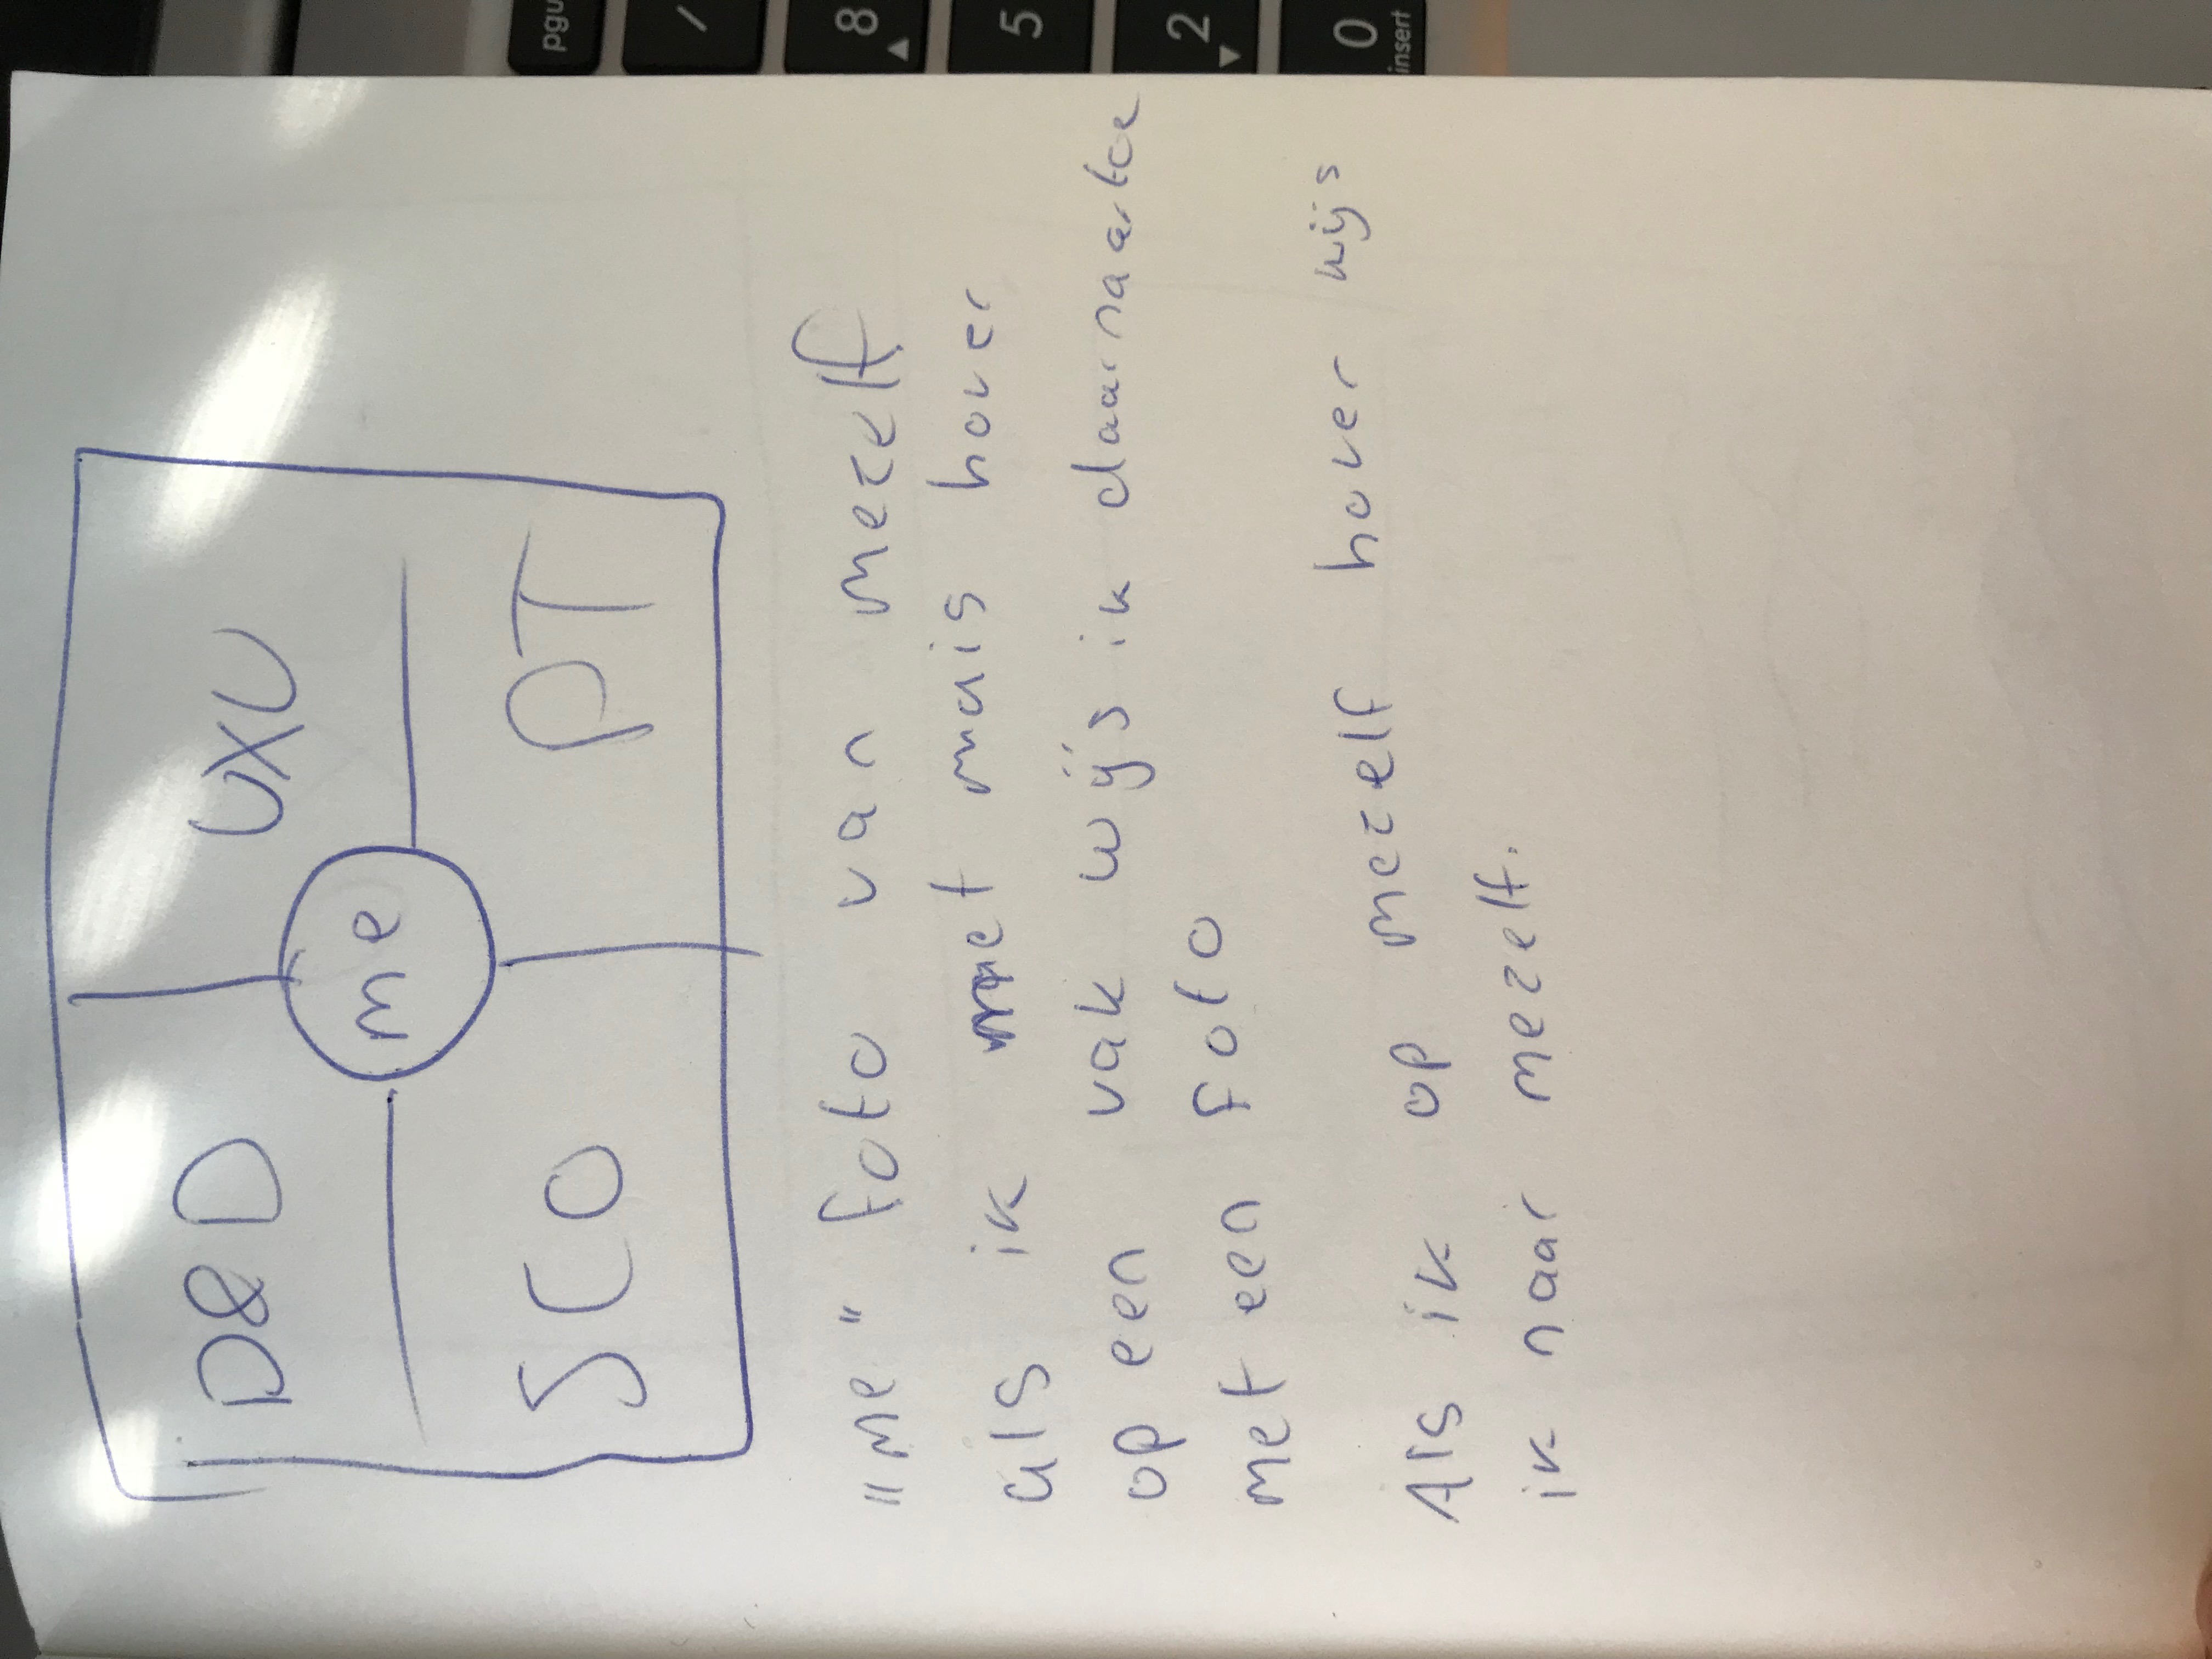 D&D UXU
me
SCO PT
"me" foto van mezelf
als ik met muis hover
op een vak wijs ik daarnaartoe
met een foto
Als ik op mezelf hover wijs
ik naar mezelf.
pgu
/
8
5
2
0
insert